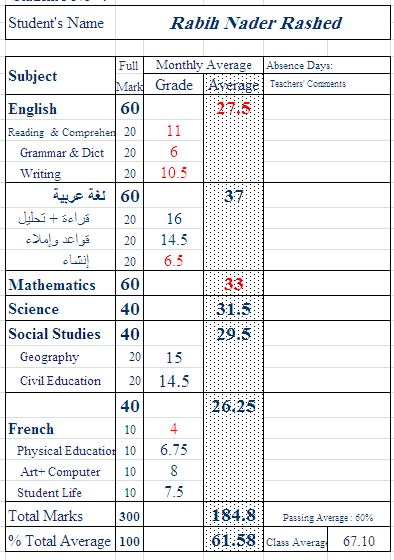 Student's Name Rabih Nader Rashed
Subject Full Mark Monthly Average Absence Days:
Grade Average Teachers' Comments
English 60 27.5
Reading & Comprehen 20 11
Grammar & Dict 20 6
Writing 20 10.5
لغة عربية 60 37
قراءة + تحليل 20 16
قواعد وإملاء 20 14.5
إنشاء 20 6.5
Mathematics 60 33
Science 40 31.5
Social Studies 40 29.5
Geography 20 15
Civil Education 20 14.5
40 26.25
French 10 4
Physical Education 10 6.75
Art+ Computer 10 8
Student Life 10 7.5
Total Marks 300 184.8 Passing Average : 60%
% Total Average 100 61.58 Class Average 67.10